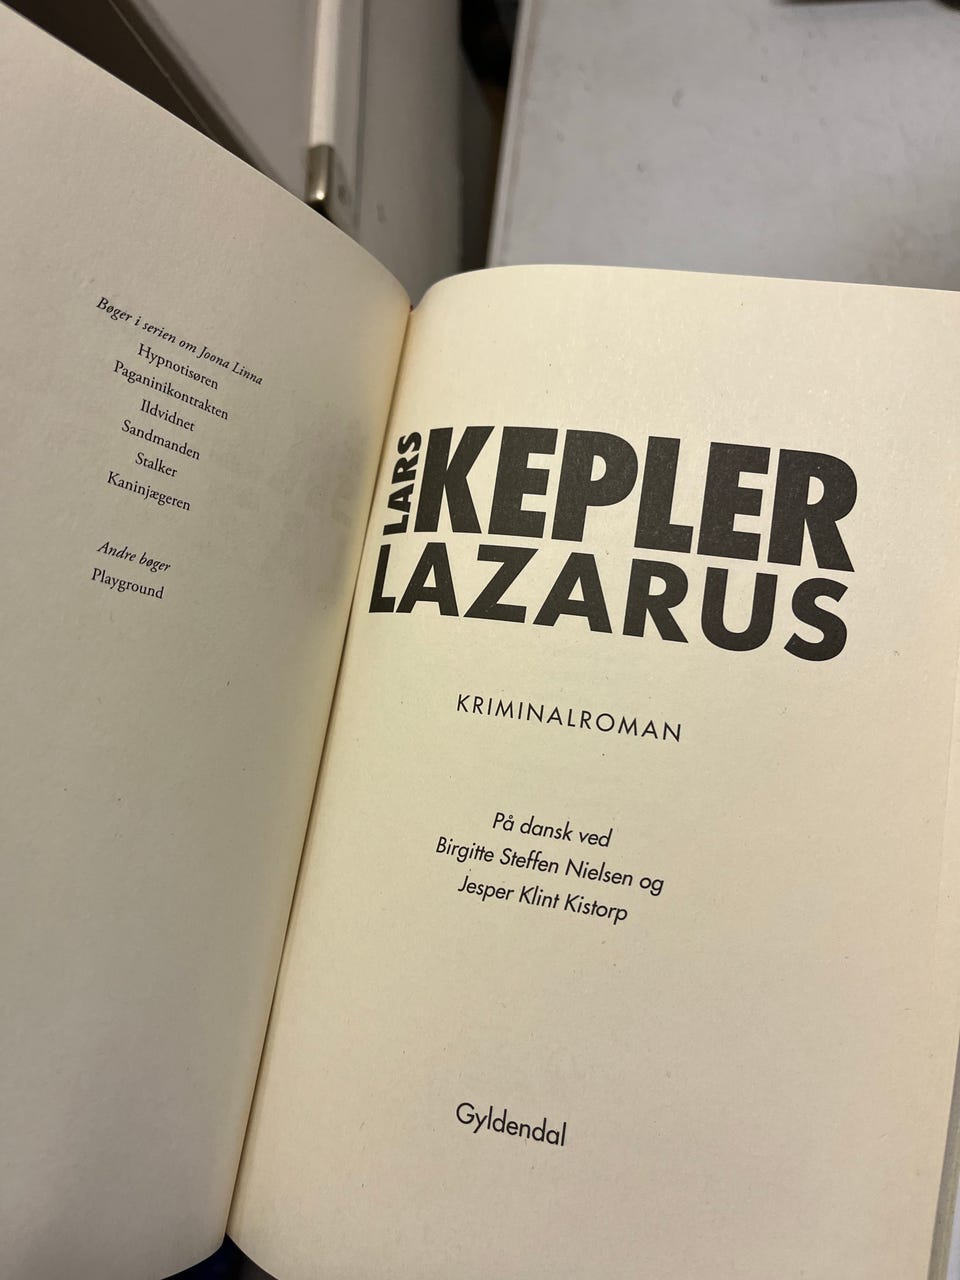 Bøger i serien om Joona Linna
Hypnotisøren
Paganinikontrakten
Ildvidnet
Sandmanden
Stalker
Kaninjægeren
Andre bøger
Playground
LARS KEPLER
LAZARUS
KRIMINALROMAN
På dansk ved
Birgitte Steffen Nielsen og
Jesper Klint Kistorp
Gyldendal